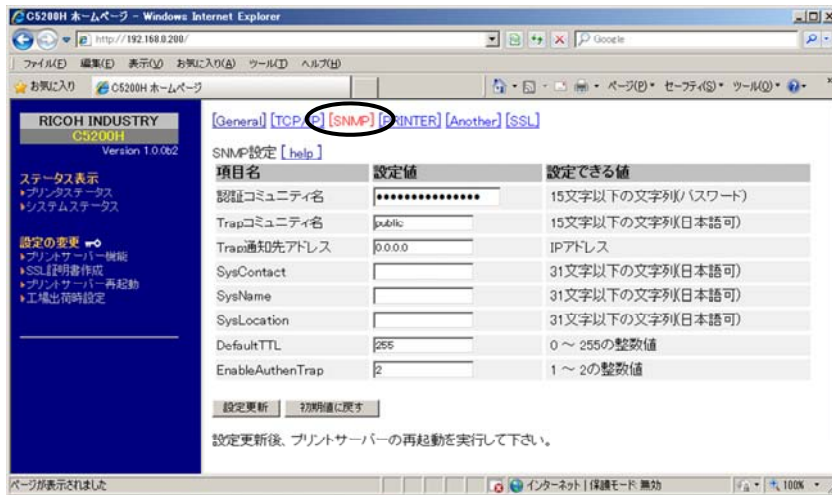 C5200H ホームページ - Windows Internet Explorer
http://192.168.0.200/
Google
ファイル(F) 編集(E) 表示(V) お気に入り(A) ツール(T) ヘルプ(H)
お気に入り C5200H ホームページ
ページ(P) セーフティ(S) ツール(O)
RICOH INDUSTRY
C5200H
Version 1.0.0b2
ステータス表示
プリンタステータス
システムステータス
設定の変更
プリントサーバー機能
SSL証明書作成
プリントサーバー再起動
工場出荷時設定
[General] [TCP/IP] [SNMP] [PRINTER] [Another] [SSL]
SNMP設定 [ help ]
項目名 設定値 設定できる値
認証コミュニティ名 ••••••••••••••• 15文字以下の文字列(パスワード)
Trapコミュニティ名 public 15文字以下の文字列(日本語可)
Trap通知先アドレス 0.0.0.0 IPアドレス
SysContact 31文字以下の文字列(日本語可)
SysName 31文字以下の文字列(日本語可)
SysLocation 31文字以下の文字列(日本語可)
DefaultTTL 255 0 ~ 255の整数値
EnableAuthenTrap 2 1 ~ 2の整数値
設定更新 初期値に戻す
設定更新後、プリントサーバーの再起動を実行して下さい。
ページが表示されました インターネット | 保護モード: 無効 100%